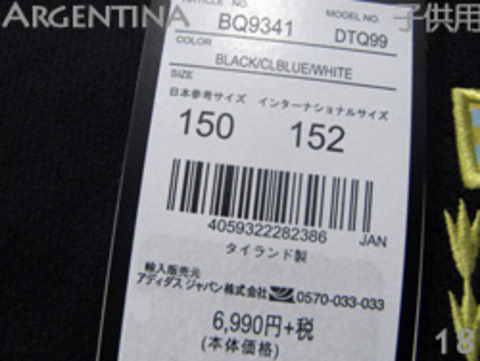 ARGENTINA
子供用
ARTICLE NO. MODEL NO.
BQ9341 DTQ99
COLOR
BLACK/CLBLUE/WHITE
SIZE
日本参考サイズ インターナショナルサイズ
150 152
4059322282386 JAN
タイランド製
輸入販売元
アディダス ジャパン株式会社 0570-033-033
6,990円+税
(本体価格)
18